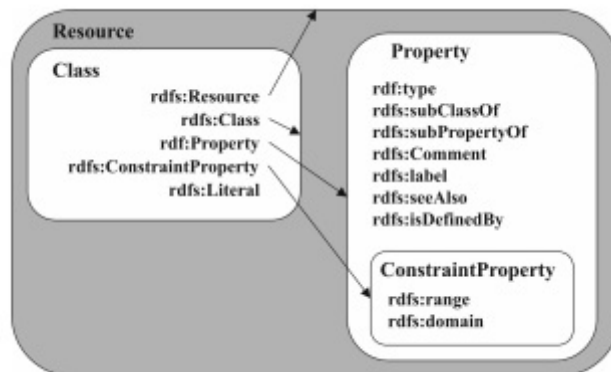 Resource
Class
rdfs:Resource
rdfs:Class
rdf:Property
rdfs:ConstraintProperty
rdfs:Literal
Property
rdf:type
rdfs:subClassOf
rdfs:subPropertyOf
rdfs:Comment
rdfs:label
rdfs:seeAlso
rdfs:isDefinedBy
ConstraintProperty
rdfs:range
rdfs:domain